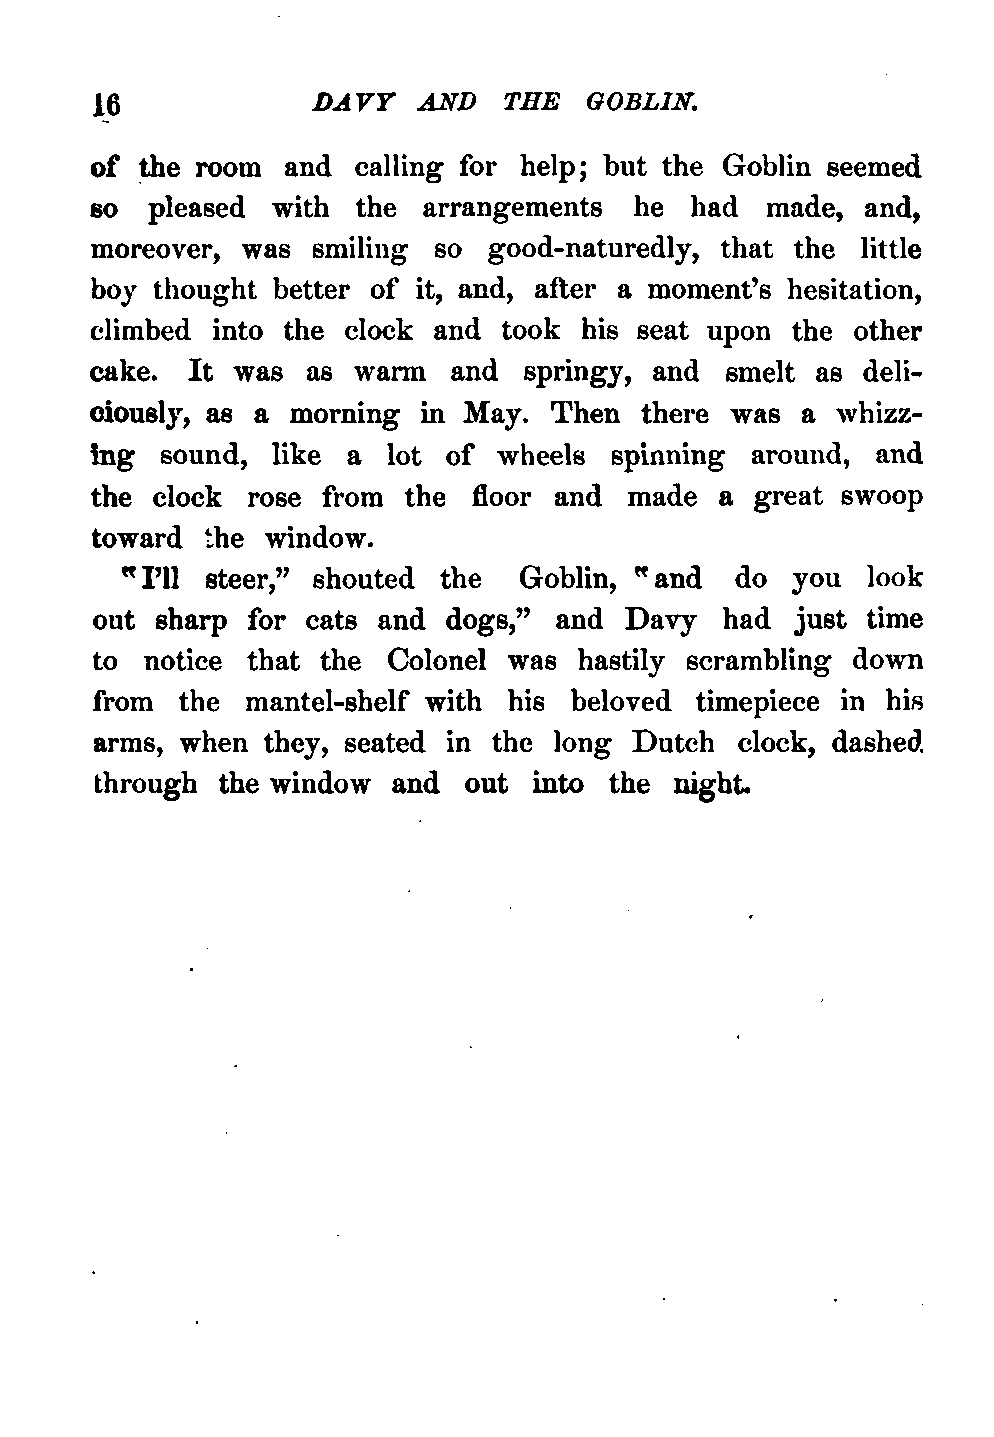 16 DAVY AND THE GOBLIN.
of the room and calling for help; but the Goblin seemed
so pleased with the arrangements he had made, and,
moreover, was smiling so good-naturedly, that the little
boy thought better of it, and, after a moment's hesitation,
climbed into the clock and took his seat upon the other
cake. It was as warm and springy, and smelt as deli-
ciously, as a morning in May. Then there was a whizz-
ing sound, like a lot of wheels spinning around, and
the clock rose from the floor and made a great swoop
toward the window.
"I'll steer," shouted the Goblin, "and do you look
out sharp for cats and dogs," and Davy had just time
to notice that the Colonel was hastily scrambling down
from the mantel-shelf with his beloved timepiece in his
arms, when they, seated in the long Dutch clock, dashed
through the window and out into the night.